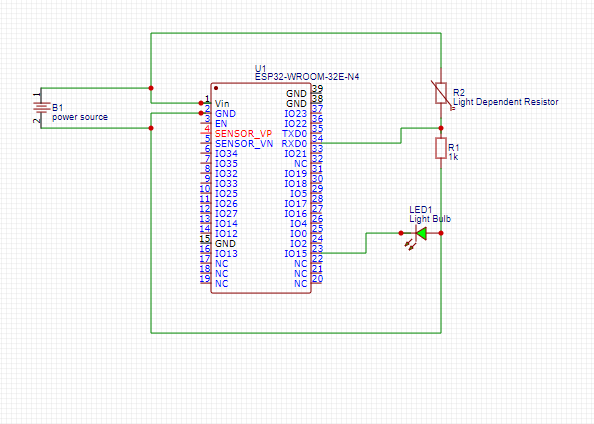 U1
ESP32-WROOM-32E-N4
1
B1
power source
2
1 Vin
2 GND
3 EN
4 SENSOR_VP
5 SENSOR_VN
6 IO34
7 IO35
8 IO32
9 IO33
10 IO25
11 IO26
12 IO27
13 IO14
14 IO12
15 GND
16 IO13
17 NC
18 NC
19 NC
GND 39
GND 38
IO23 37
IO22 36
TXD0 35
RXD0 34
IO21 33
NC 32
IO19 31
IO18 30
IO5 29
IO17 28
IO16 27
IO4 26
IO0 25
IO2 24
IO15 23
NC 22
NC 21
NC 20
R2
Light Dependent Resistor
R1
1k
LED1
Light Bulb